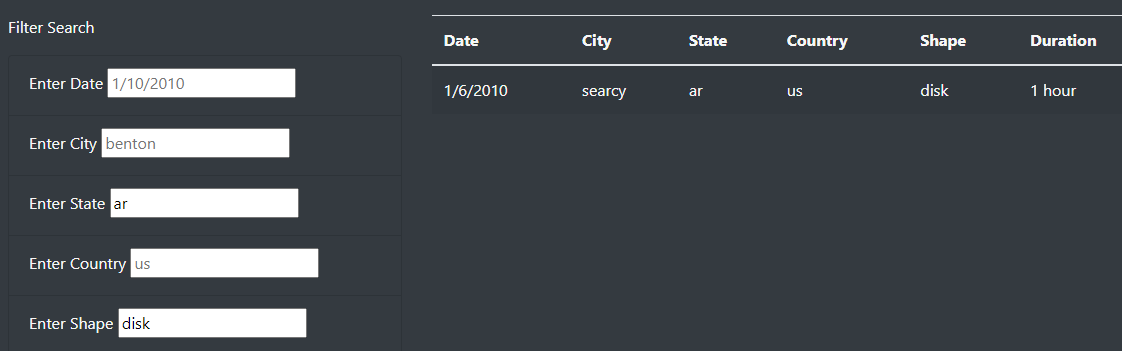 Filter Search
Enter Date 1/10/2010
Enter City benton
Enter State ar
Enter Country us
Enter Shape disk
Date City State Country Shape Duration
1/6/2010 searcy ar us disk 1 hour